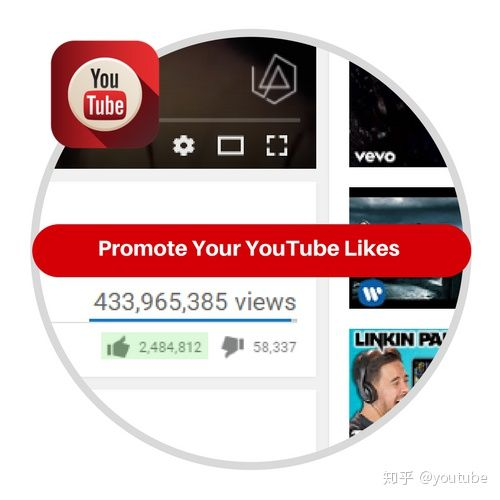 You
Tube
vevo
Promote Your YouTube Likes
433,965,385 views
2,484,812
58,337
LINKIN PA
知乎 @youtube